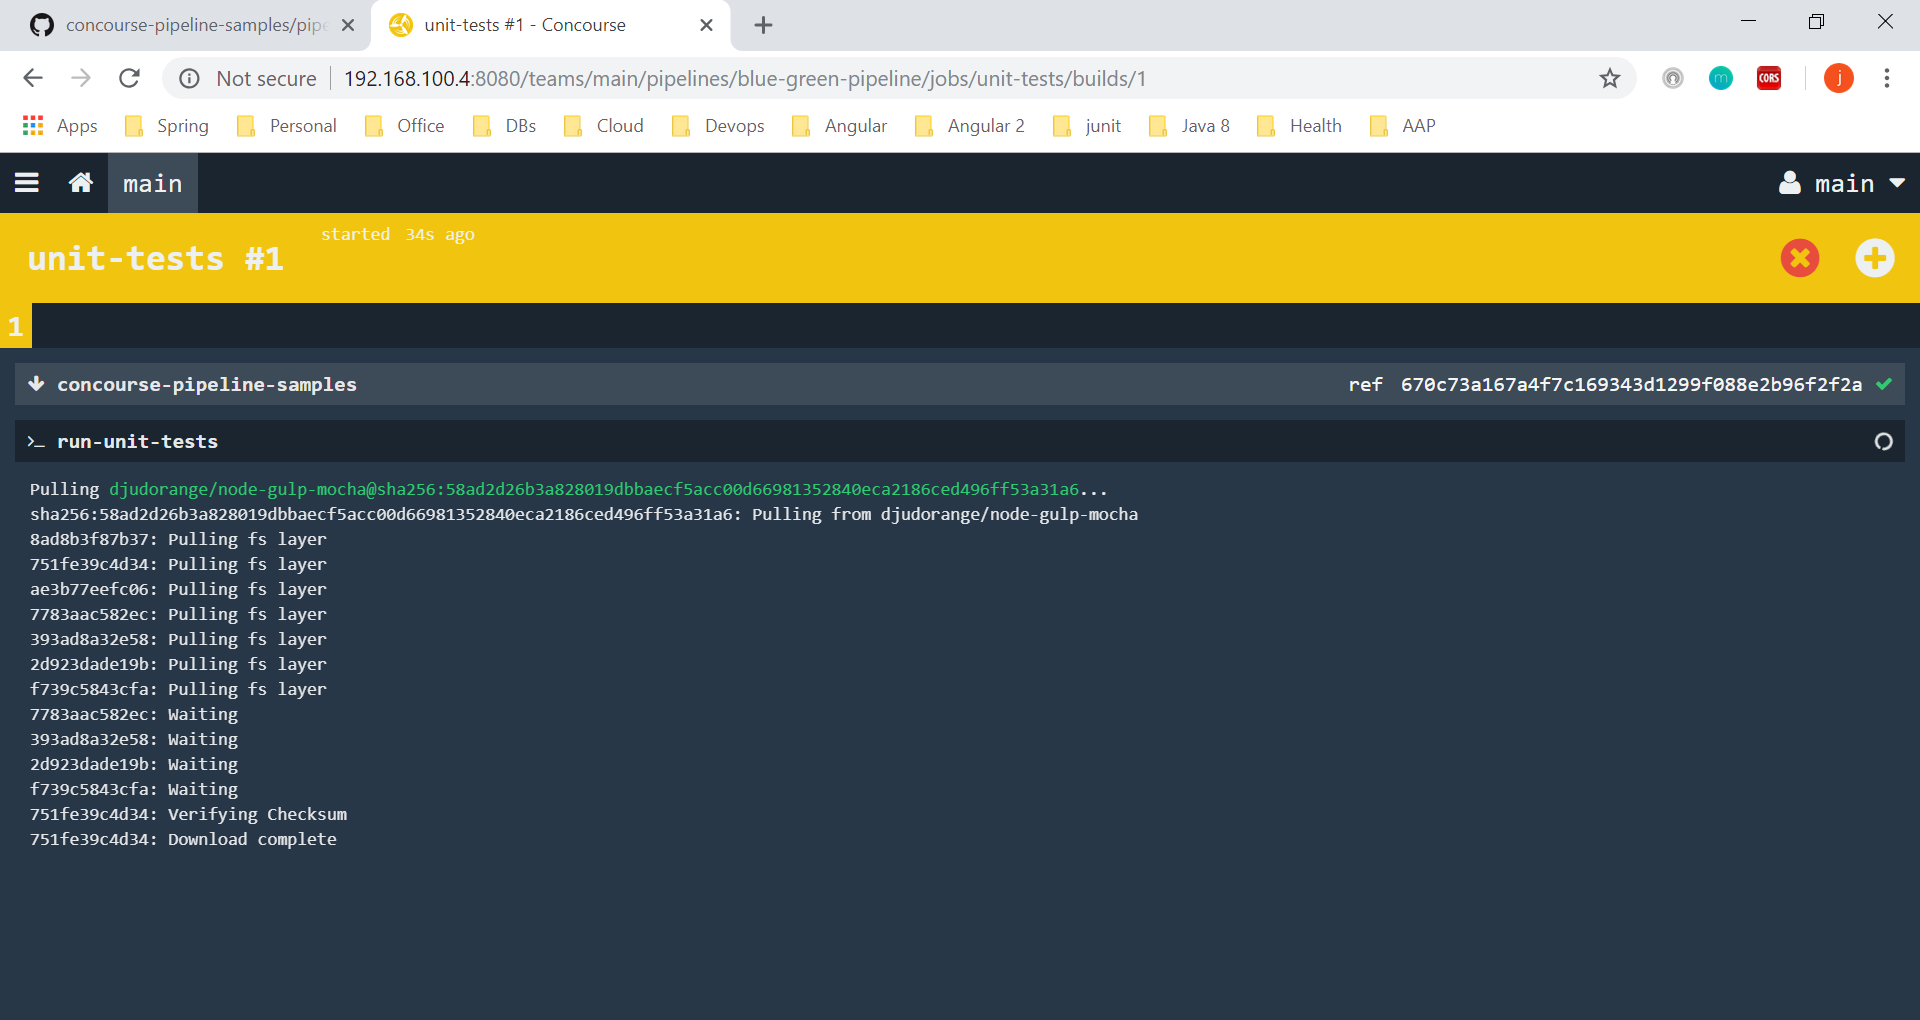 concourse-pipeline-samples/pipe
unit-tests #1 - Concourse
Not secure 192.168.100.4:8080/teams/main/pipelines/blue-green-pipeline/jobs/unit-tests/builds/1
m CORS j
Apps Spring Personal Office DBs Cloud Devops Angular Angular 2 junit Java 8 Health AAP
main main
started 34s ago
unit-tests #1
1
concourse-pipeline-samples ref 670c73a167a4f7c169343d1299f088e2b96f2f2a
>_ run-unit-tests
Pulling djudorange/node-gulp-mocha@sha256:58ad2d26b3a828019dbbaecf5acc00d66981352840eca2186ced496ff53a31a6...
sha256:58ad2d26b3a828019dbbaecf5acc00d66981352840eca2186ced496ff53a31a6: Pulling from djudorange/node-gulp-mocha
8ad8b3f87b37: Pulling fs layer
751fe39c4d34: Pulling fs layer
ae3b77eefc06: Pulling fs layer
7783aac582ec: Pulling fs layer
393ad8a32e58: Pulling fs layer
2d923dade19b: Pulling fs layer
f739c5843cfa: Pulling fs layer
7783aac582ec: Waiting
393ad8a32e58: Waiting
2d923dade19b: Waiting
f739c5843cfa: Waiting
751fe39c4d34: Verifying Checksum
751fe39c4d34: Download complete